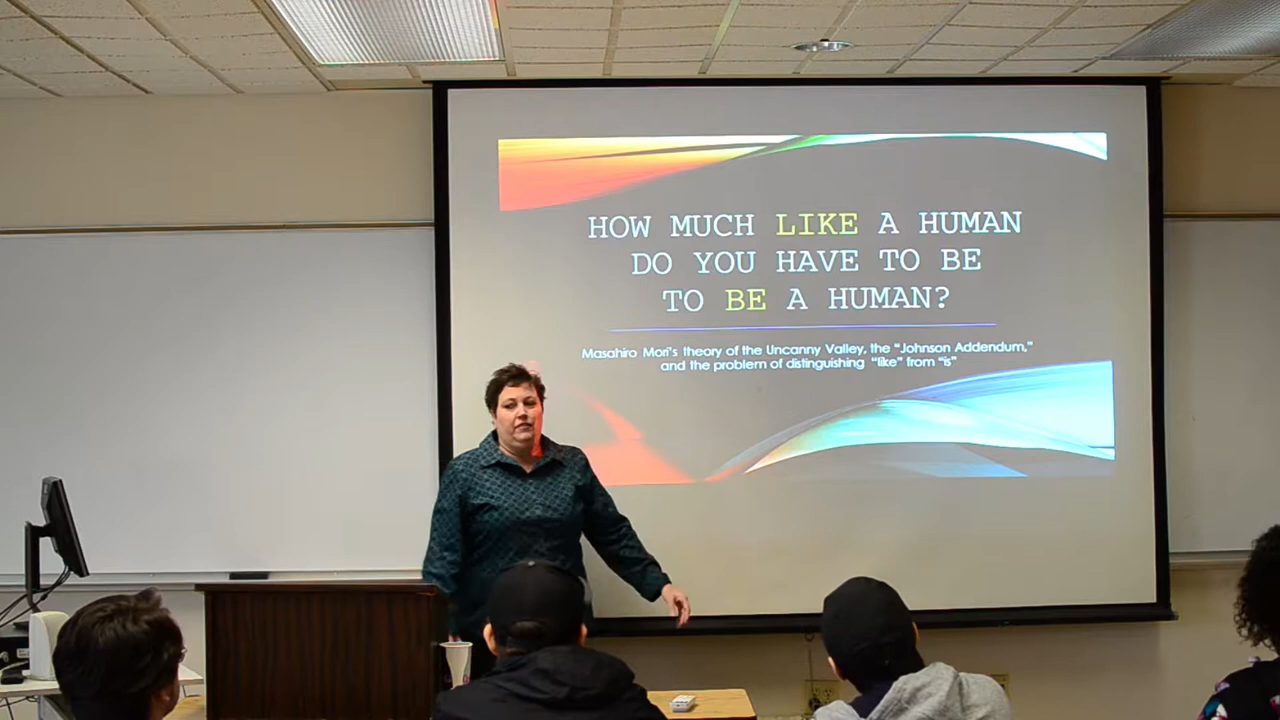 HOW MUCH LIKE A HUMAN
DO YOU HAVE TO BE
TO BE A HUMAN?
Masahiro Mori's theory of the Uncanny Valley, the "Johnson Addendum,"
and the problem of distinguishing "like" from "is"